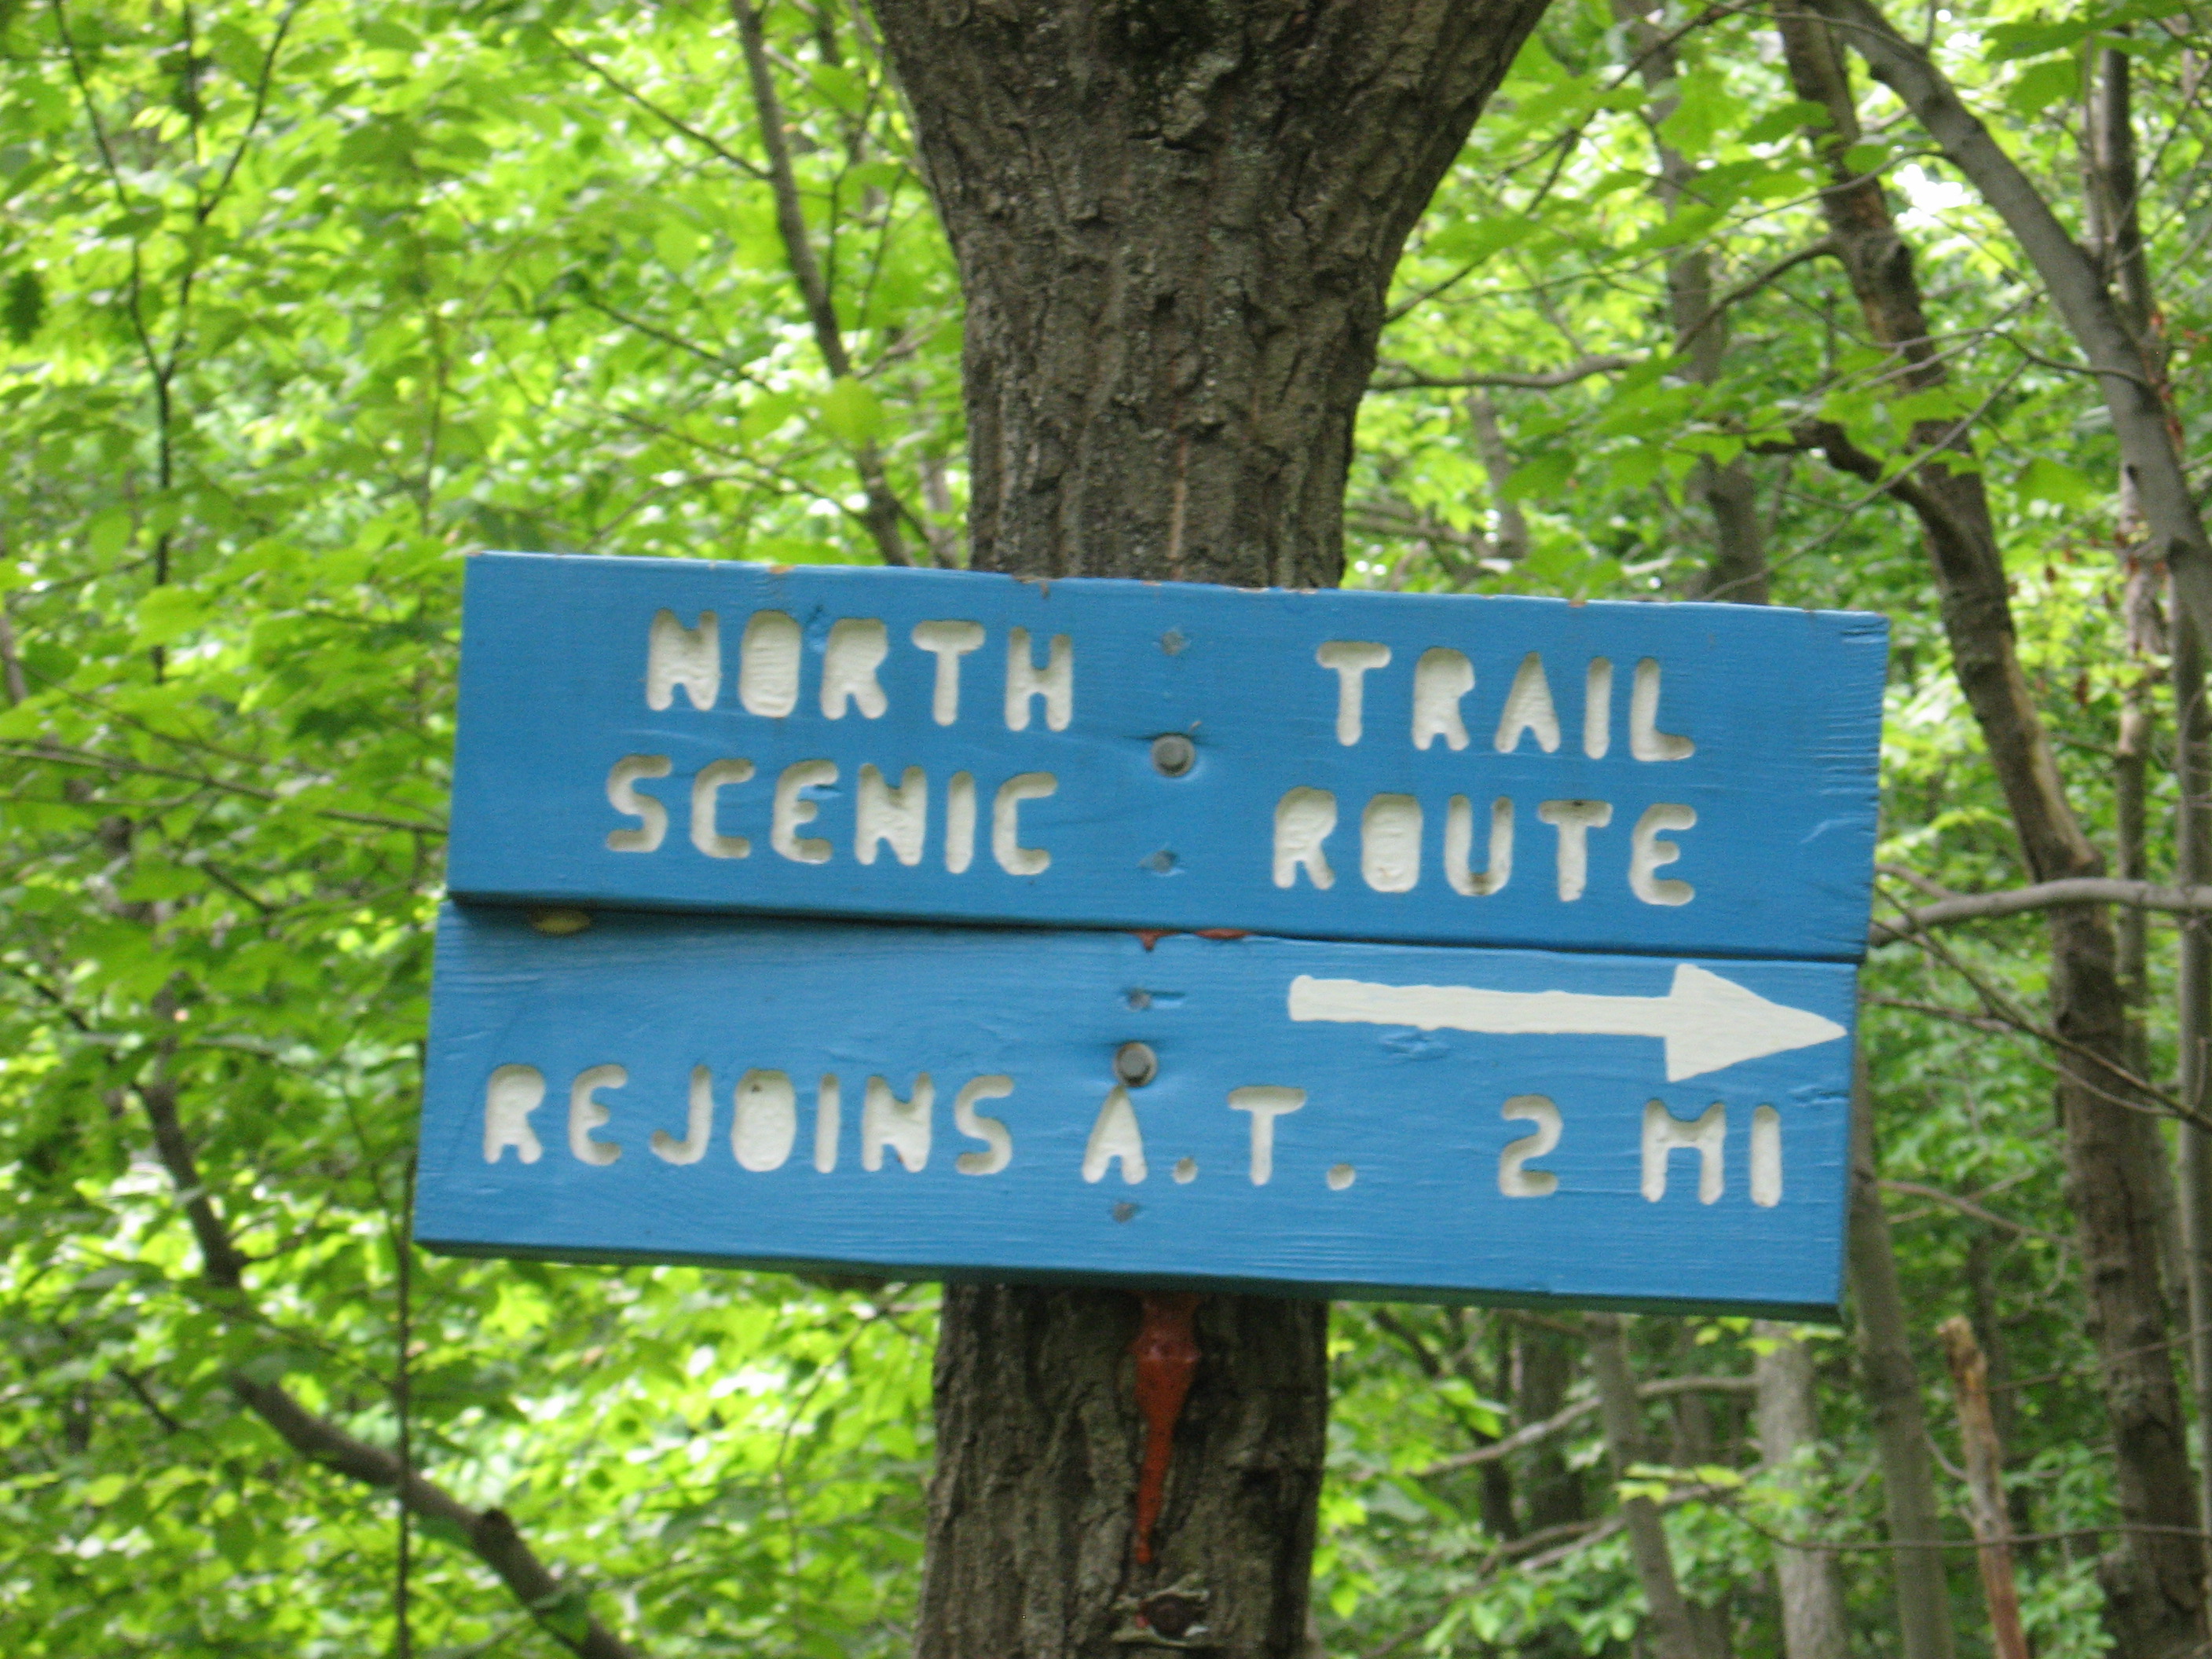 NORTH TRAIL
SCENIC ROUTE
REJOINS A.T. 2 MI